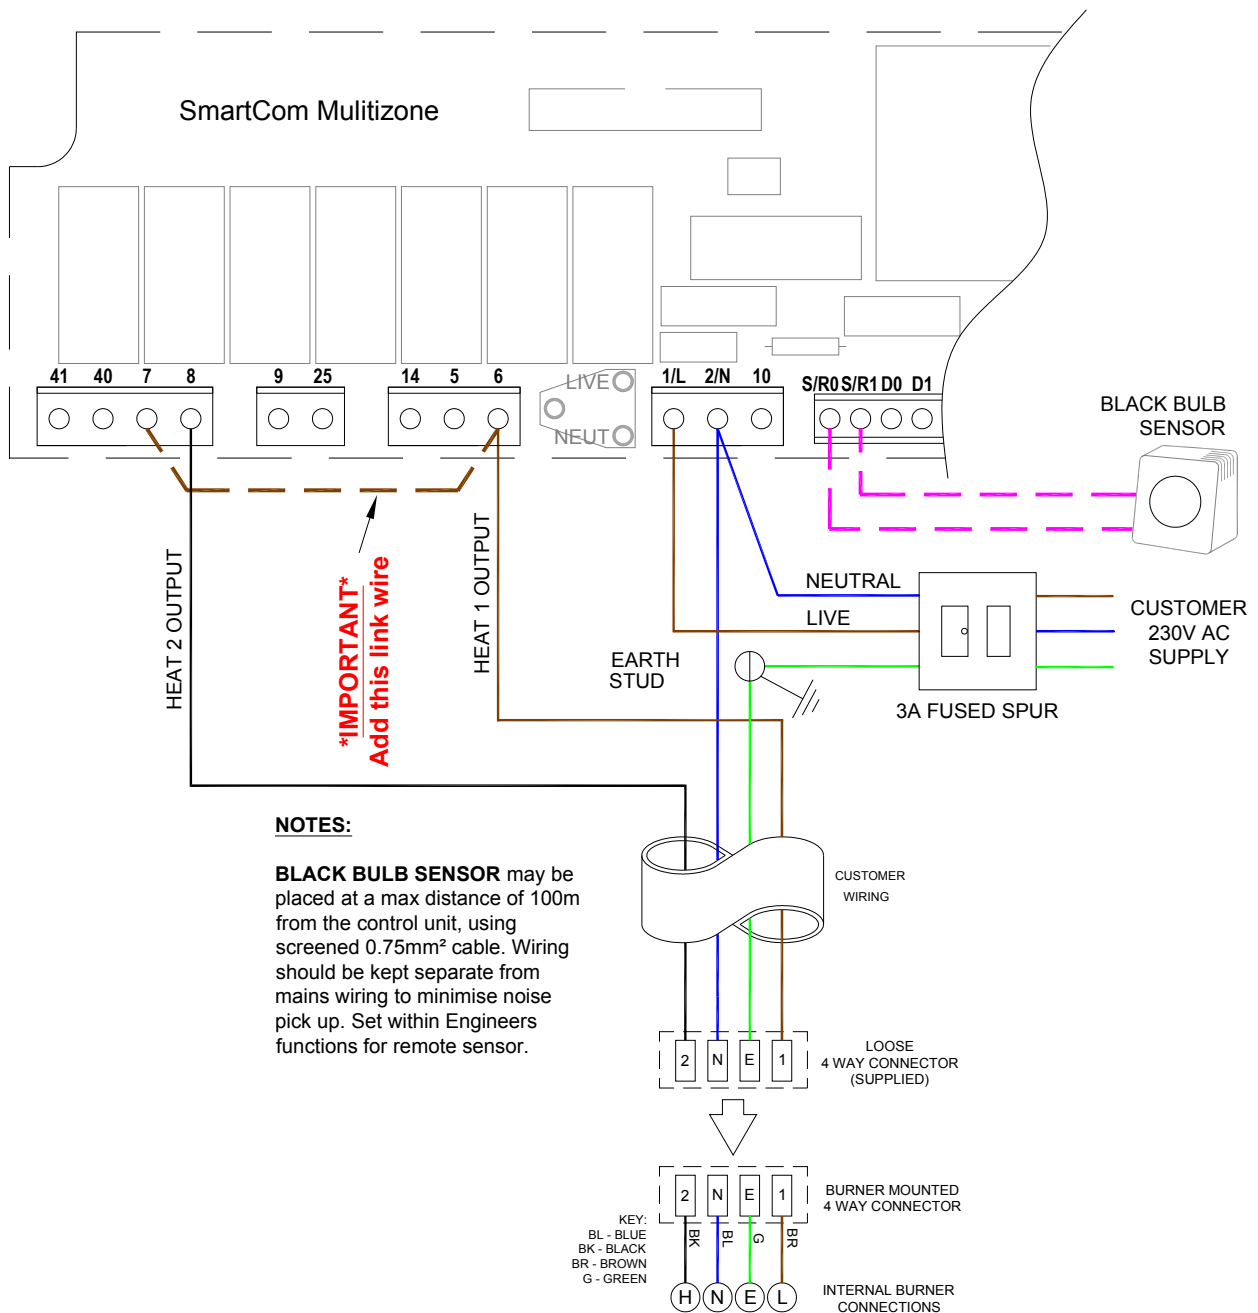 SmartCom Mulitizone
41 40 7 8
9 25
14 5 6
LIVE
NEUT
1/L 2/N 10
S/R0 S/R1 D0 D1
BLACK BULB
SENSOR
HEAT 2 OUTPUT
*IMPORTANT*
Add this link wire
HEAT 1 OUTPUT
NEUTRAL
LIVE
EARTH
STUD
3A FUSED SPUR
CUSTOMER
230V AC
SUPPLY
NOTES:
BLACK BULB SENSOR may be
placed at a max distance of 100m
from the control unit, using
screened 0.75mm² cable. Wiring
should be kept separate from
mains wiring to minimise noise
pick up. Set within Engineers
functions for remote sensor.
CUSTOMER
WIRING
2 N E 1
LOOSE
4 WAY CONNECTOR
(SUPPLIED)
2 N E 1
BURNER MOUNTED
4 WAY CONNECTOR
KEY:
BL - BLUE
BK - BLACK
BR - BROWN
G - GREEN
BK BL G BR
H N E L
INTERNAL BURNER
CONNECTIONS